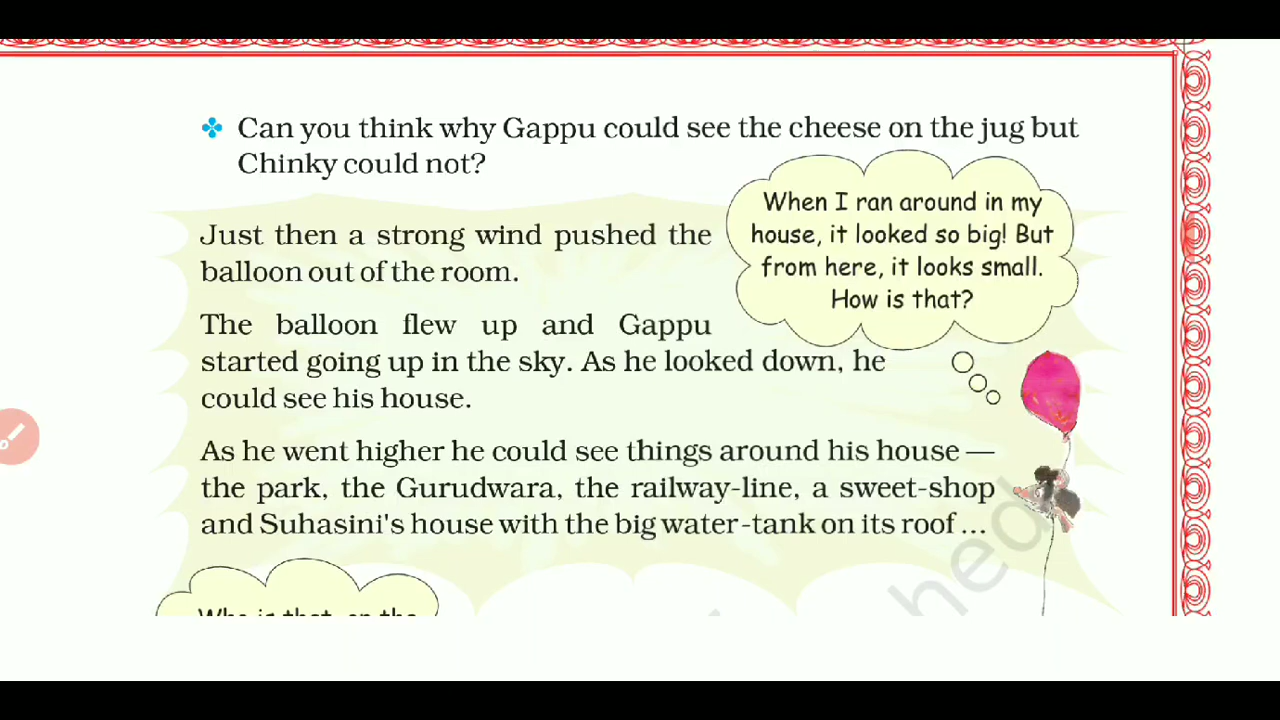 Can you think why Gappu could see the cheese on the jug but
Chinky could not?
When I ran around in my
house, it looked so big! But
from here, it looks small.
How is that?
Just then a strong wind pushed the
balloon out of the room.
The balloon flew up and Gappu
started going up in the sky. As he looked down, he
could see his house.
As he went higher he could see things around his house —
the park, the Gurudwara, the railway-line, a sweet-shop
and Suhasini's house with the big water-tank on its roof ...
hed